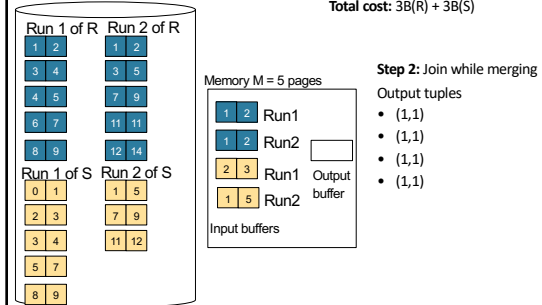 Total cost: 3B(R) + 3B(S)
Run 1 of R Run 2 of R
1 2 1 2
3 4 3 5
4 5 7 9
6 7 11 11
8 9 12 14
Run 1 of S Run 2 of S
0 1 1 5
2 3 7 9
3 4 11 12
5 7
8 9
Memory M = 5 pages
1 2 Run1
1 2 Run2
2 3 Run1
1 5 Run2
Input buffers
Output
buffer
Step 2: Join while merging
Output tuples
• (1,1)
• (1,1)
• (1,1)
• (1,1)